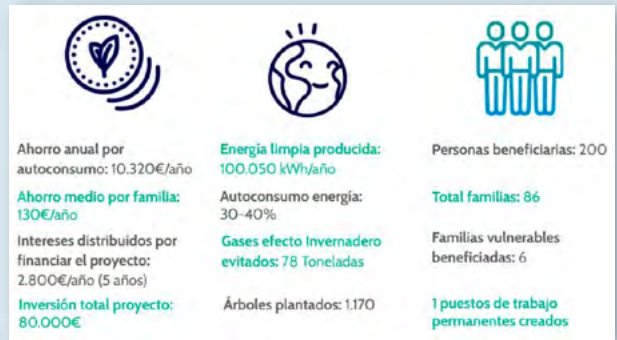 Ahorro anual por
autoconsumo: 10.320€/año
Ahorro medio por familia:
130€/año
Intereses distribuidos por
financiar el proyecto:
2.800€/año (5 años)
Inversión total proyecto:
80.000€
Energía limpia producida:
100.050 kWh/año
Autoconsumo energía:
30-40%
Gases efecto Invernadero
evitados: 78 Toneladas
Árboles plantados: 1.170
Personas beneficiarias: 200
Total familias: 86
Familias vulnerables
beneficiadas: 6
1 puestos de trabajo
permanentes creados